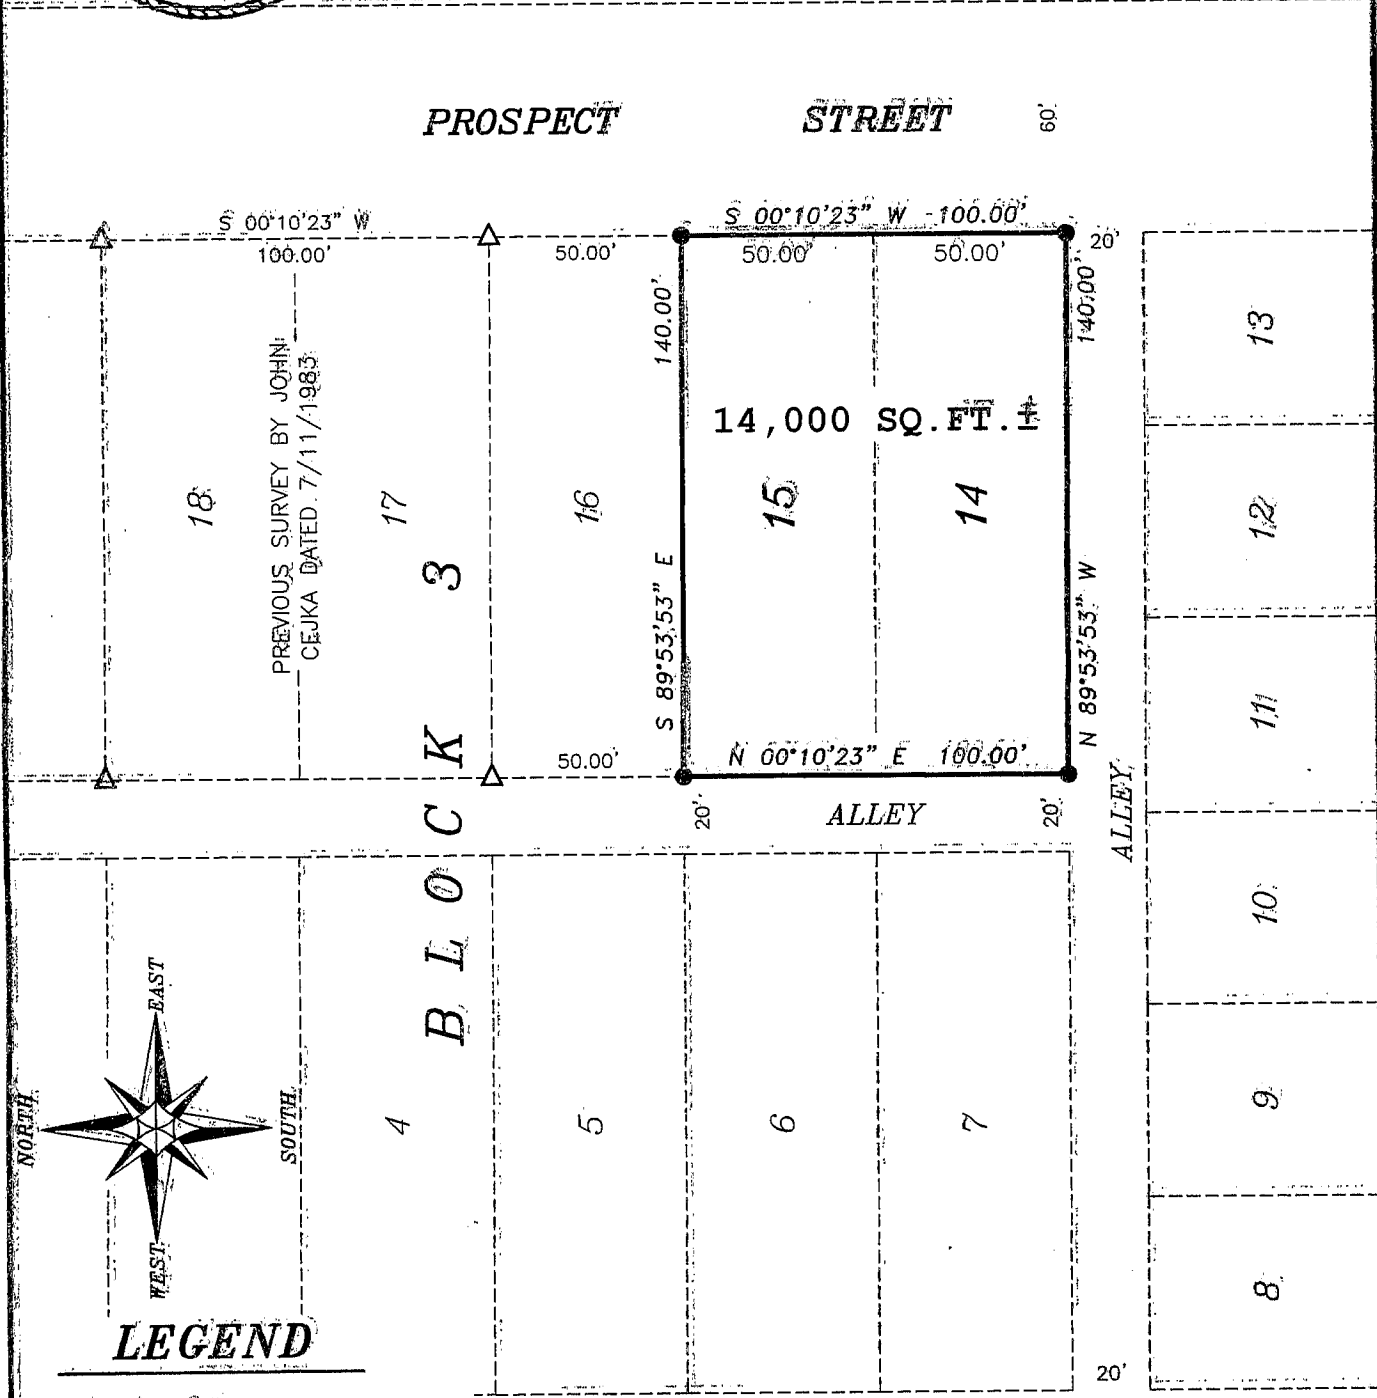 PROSPECT STREET 60'
S 00°10'23" W
100.00'
50.00'
S 00°10'23" W 100.00'
50.00' 50.00'
20'
140.00'
140.00'
14,000 SQ.FT.±
PREVIOUS SURVEY BY JOHN
CEJKA DATED 7/11/1983
18
17
16
15
14
13
12
11
10
9
8
S 89°53'53" E
N 89°53'53" W
50.00'
N 00°10'23" E 100.00'
20'
ALLEY
20'
ALLEY
BLOCK 3
4
5
6
7
EAST
NORTH
SOUTH
WEST
LEGEND
20'